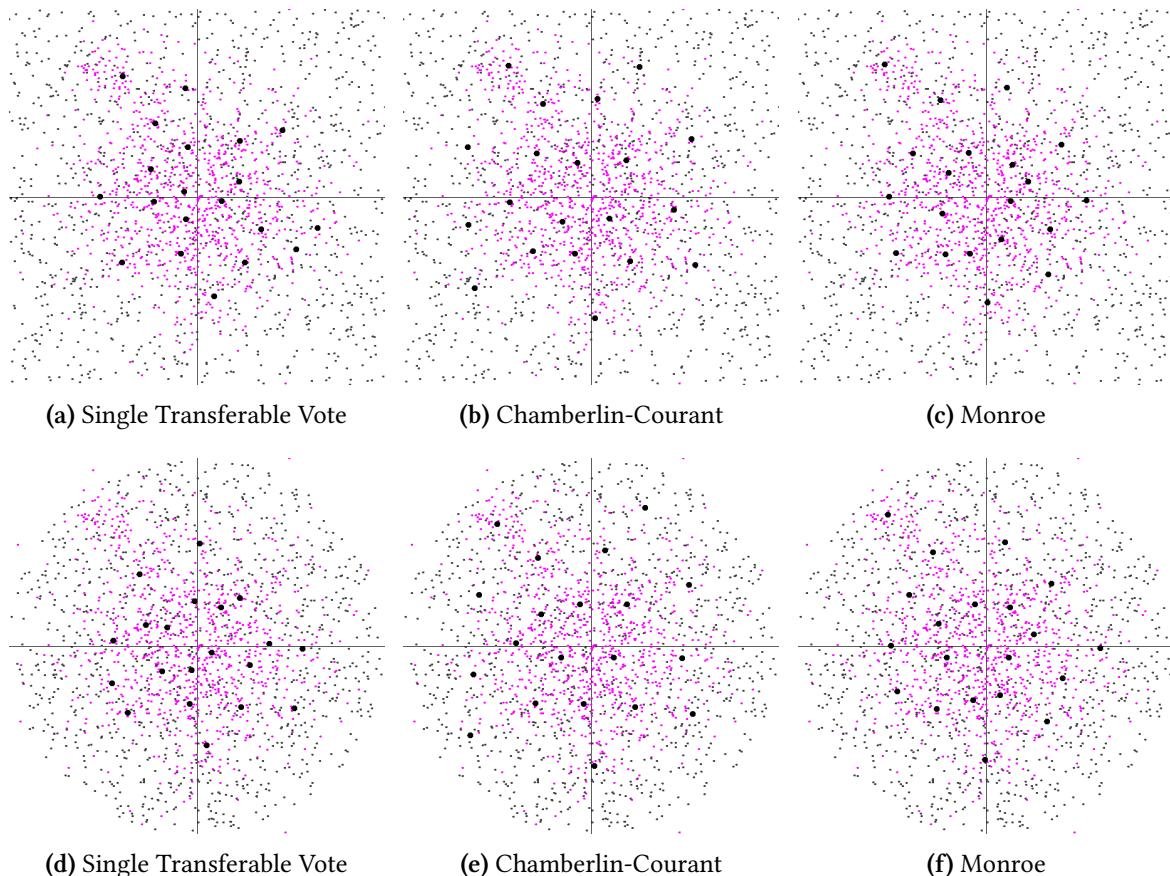 (a) Single Transferable Vote
(b) Chamberlin-Courant
(c) Monroe
(d) Single Transferable Vote
(e) Chamberlin-Courant
(f) Monroe